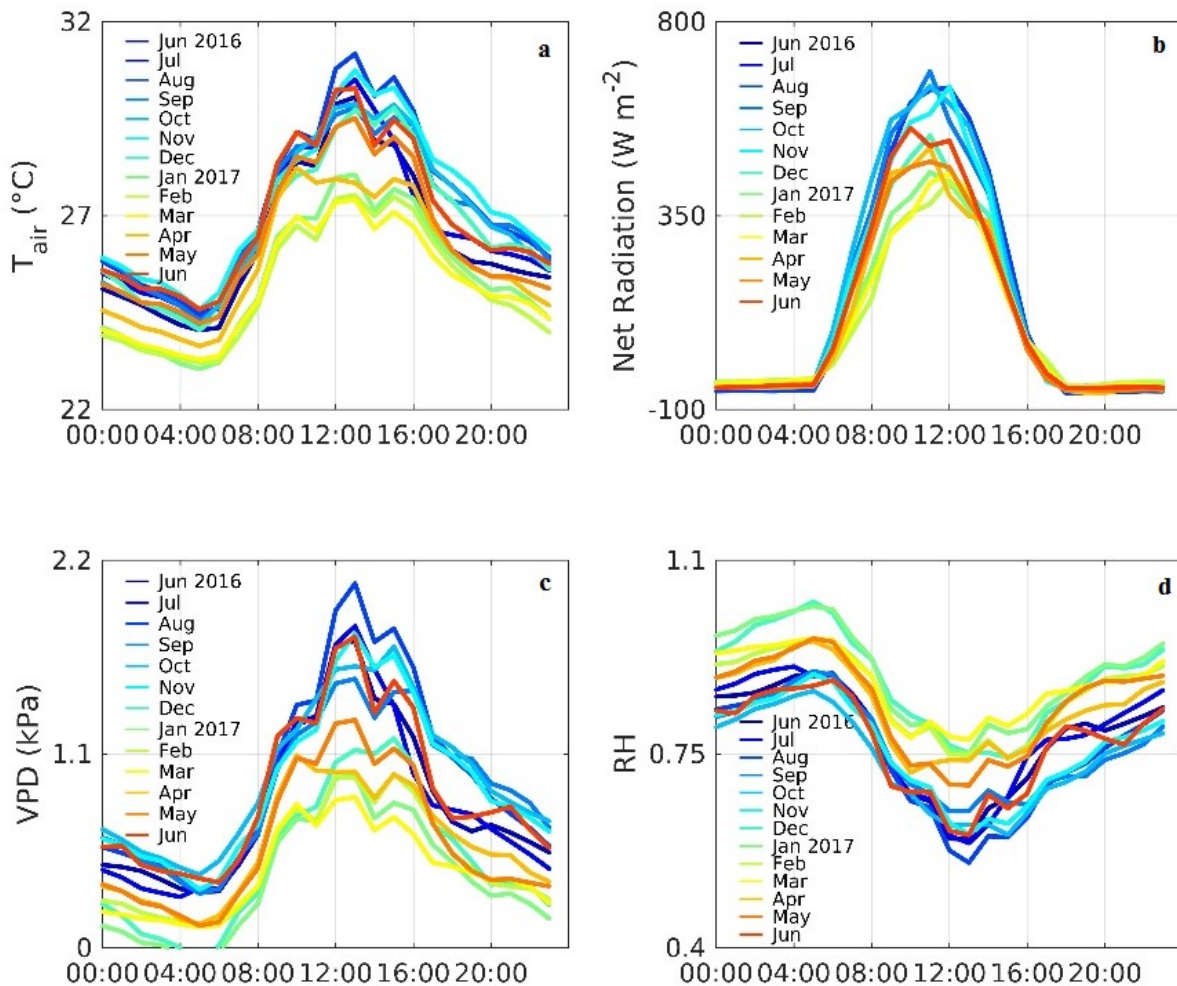 32
27
22
T_air (°C)
a
Jun 2016
Jul
Aug
Sep
Oct
Nov
Dec
Jan 2017
Feb
Mar
Apr
May
Jun
00:00 04:00 08:00 12:00 16:00 20:00
800
350
-100
Net Radiation (W m⁻²)
b
Jun 2016
Jul
Aug
Sep
Oct
Nov
Dec
Jan 2017
Feb
Mar
Apr
May
Jun
00:00 04:00 08:00 12:00 16:00 20:00
2.2
1.1
0
VPD (kPa)
c
Jun 2016
Jul
Aug
Sep
Oct
Nov
Dec
Jan 2017
Feb
Mar
Apr
May
Jun
00:00 04:00 08:00 12:00 16:00 20:00
1.1
0.75
0.4
RH
d
Jun 2016
Jul
Aug
Sep
Oct
Nov
Dec
Jan 2017
Feb
Mar
Apr
May
Jun
00:00 04:00 08:00 12:00 16:00 20:00